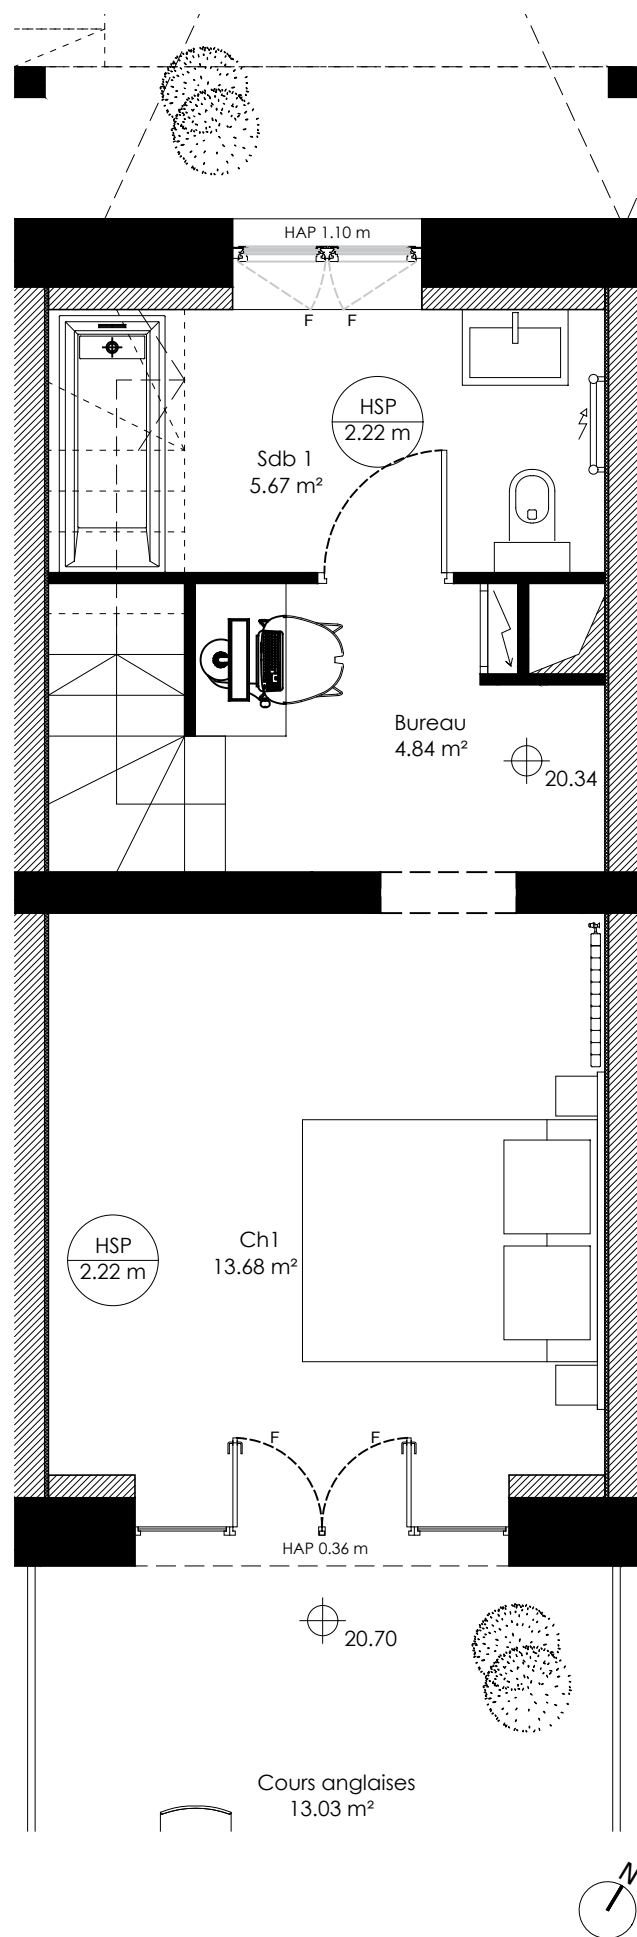 HAP 1.10 m
F F
HSP
2.22 m
Sdb 1
5.67 m²
Bureau
4.84 m²
20.34
HSP
2.22 m
Ch1
13.68 m²
F F
HAP 0.36 m
20.70
Cours anglaises
13.03 m²
N